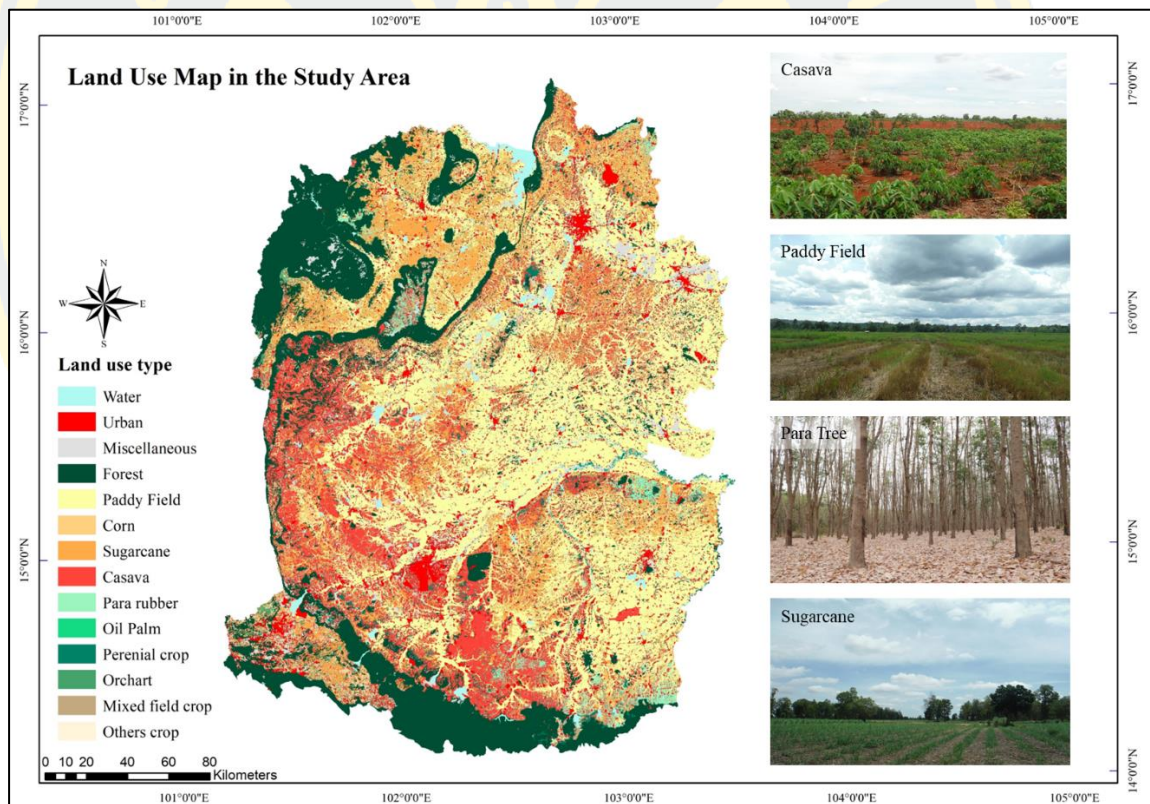 101°0'0"E 102°0'0"E 103°0'0"E 104°0'0"E 105°0'0"E
Land Use Map in the Study Area
17°0'0"N
17°0'0"N
16°0'0"N
16°0'0"N
15°0'0"N
15°0'0"N
14°0'0"N
N
W E
S
Land use type
Water
Urban
Miscellaneous
Forest
Paddy Field
Corn
Sugarcane
Casava
Para rubber
Oil Palm
Perenial crop
Orchart
Mixed field crop
Others crop
0 10 20 40 60 80
Kilometers
Casava
Paddy Field
Para Tree
Sugarcane
101°0'0"E 102°0'0"E 103°0'0"E 104°0'0"E 105°0'0"E